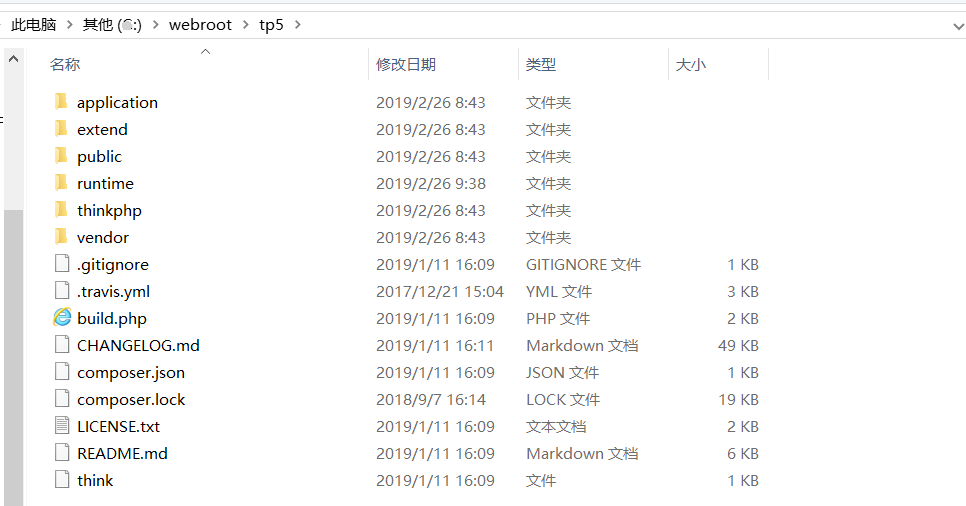 此电脑 > 其他 ( :) > webroot > tp5 >
名称 修改日期 类型 大小
application 2019/2/26 8:43 文件夹
extend 2019/2/26 8:43 文件夹
public 2019/2/26 8:43 文件夹
runtime 2019/2/26 9:38 文件夹
thinkphp 2019/2/26 8:43 文件夹
vendor 2019/2/26 8:43 文件夹
.gitignore 2019/1/11 16:09 GITIGNORE 文件 1 KB
.travis.yml 2017/12/21 15:04 YML 文件 3 KB
build.php 2019/1/11 16:09 PHP 文件 2 KB
CHANGELOG.md 2019/1/11 16:11 Markdown 文档 49 KB
composer.json 2019/1/11 16:09 JSON 文件 1 KB
composer.lock 2018/9/7 16:14 LOCK 文件 19 KB
LICENSE.txt 2019/1/11 16:09 文本文档 2 KB
README.md 2019/1/11 16:09 Markdown 文档 6 KB
think 2019/1/11 16:09 文件 1 KB